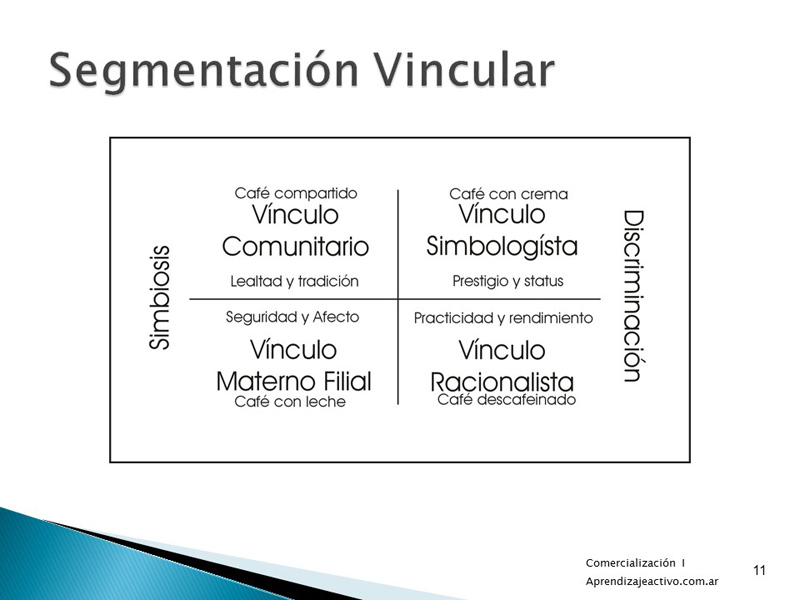 Segmentación Vincular
Simbiosis
Café compartido
Vínculo
Comunitario
Lealtad y tradición
Café con crema
Vínculo
Simbologísta
Prestigio y status
Seguridad y Afecto
Vínculo
Materno Filial
Café con leche
Practicidad y rendimiento
Vínculo
Racionalista
Café descafeinado
Discriminación
Comercialización I
Aprendizajeactivo.com.ar
11